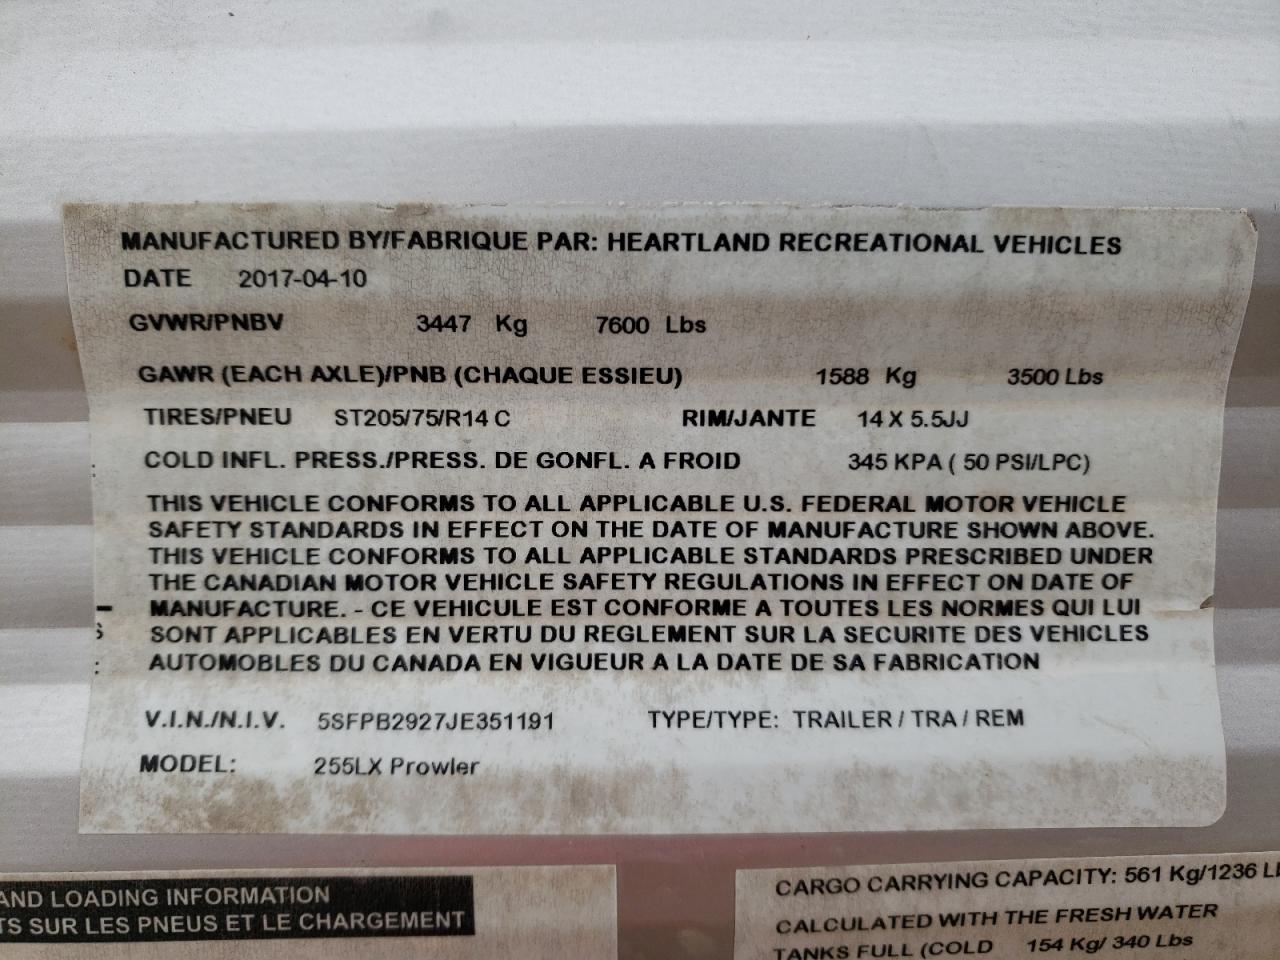 MANUFACTURED BY/FABRIQUE PAR: HEARTLAND RECREATIONAL VEHICLES
DATE 2017-04-10
GVWR/PNBV 3447 Kg 7600 Lbs
GAWR (EACH AXLE)/PNB (CHAQUE ESSIEU) 1588 Kg 3500 Lbs
TIRES/PNEU ST205/75/R14 C RIM/JANTE 14 X 5.5JJ
COLD INFL. PRESS./PRESS. DE GONFL. A FROID 345 KPA ( 50 PSI/LPC)
THIS VEHICLE CONFORMS TO ALL APPLICABLE U.S. FEDERAL MOTOR VEHICLE
SAFETY STANDARDS IN EFFECT ON THE DATE OF MANUFACTURE SHOWN ABOVE.
THIS VEHICLE CONFORMS TO ALL APPLICABLE STANDARDS PRESCRIBED UNDER
THE CANADIAN MOTOR VEHICLE SAFETY REGULATIONS IN EFFECT ON DATE OF
MANUFACTURE. - CE VEHICULE EST CONFORME A TOUTES LES NORMES QUI LUI
SONT APPLICABLES EN VERTU DU REGLEMENT SUR LA SECURITE DES VEHICLES
AUTOMOBLES DU CANADA EN VIGUEUR A LA DATE DE SA FABRICATION
V.I.N./N.I.V. 5SFPB2927JE351191 TYPE/TYPE: TRAILER / TRA / REM
MODEL: 255LX Prowler
AND LOADING INFORMATION
TS SUR LES PNEUS ET LE CHARGEMENT
CARGO CARRYING CAPACITY: 561 Kg/1236
CALCULATED WITH THE FRESH WATER
TANKS FULL (COLD 154 Kg/ 340 Lbs